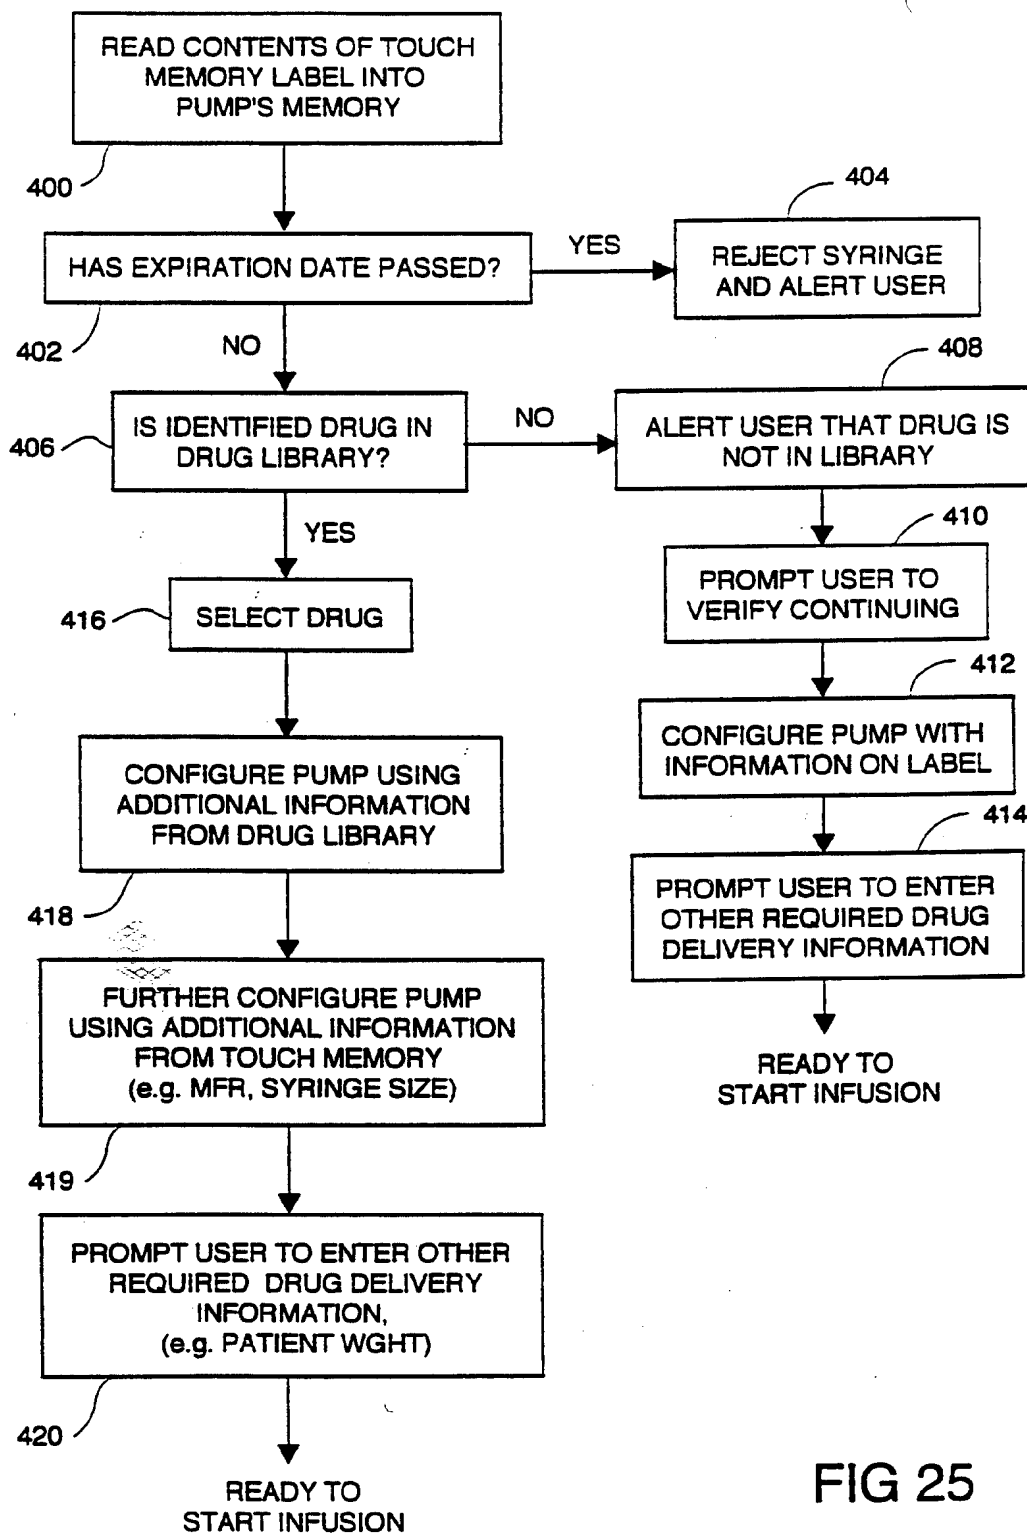 READ CONTENTS OF TOUCH
MEMORY LABEL INTO
PUMP'S MEMORY
400
HAS EXPIRATION DATE PASSED?
402
YES
404
REJECT SYRINGE
AND ALERT USER
NO
IS IDENTIFIED DRUG IN
DRUG LIBRARY?
406
NO
408
ALERT USER THAT DRUG IS
NOT IN LIBRARY
410
PROMPT USER TO
VERIFY CONTINUING
412
CONFIGURE PUMP WITH
INFORMATION ON LABEL
414
PROMPT USER TO ENTER
OTHER REQUIRED DRUG
DELIVERY INFORMATION
READY TO
START INFUSION
YES
416
SELECT DRUG
CONFIGURE PUMP USING
ADDITIONAL INFORMATION
FROM DRUG LIBRARY
418
FURTHER CONFIGURE PUMP
USING ADDITIONAL INFORMATION
FROM TOUCH MEMORY
(e.g. MFR, SYRINGE SIZE)
419
PROMPT USER TO ENTER OTHER
REQUIRED DRUG DELIVERY
INFORMATION,
(e.g. PATIENT WGHT)
420
READY TO
START INFUSION
FIG 25